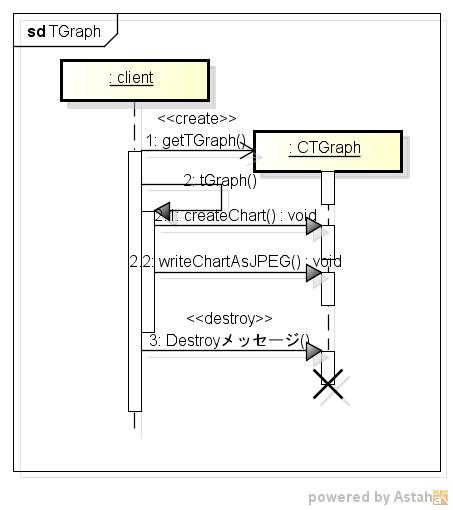 sd TGraph
: client
<<create>>
1: getTGraph()
: CTGraph
2: tGraph()
2.1: createChart() : void
2.2: writeChartAsJPEG() : void
<<destroy>>
3: Destroyメッセージ()
powered by Astah